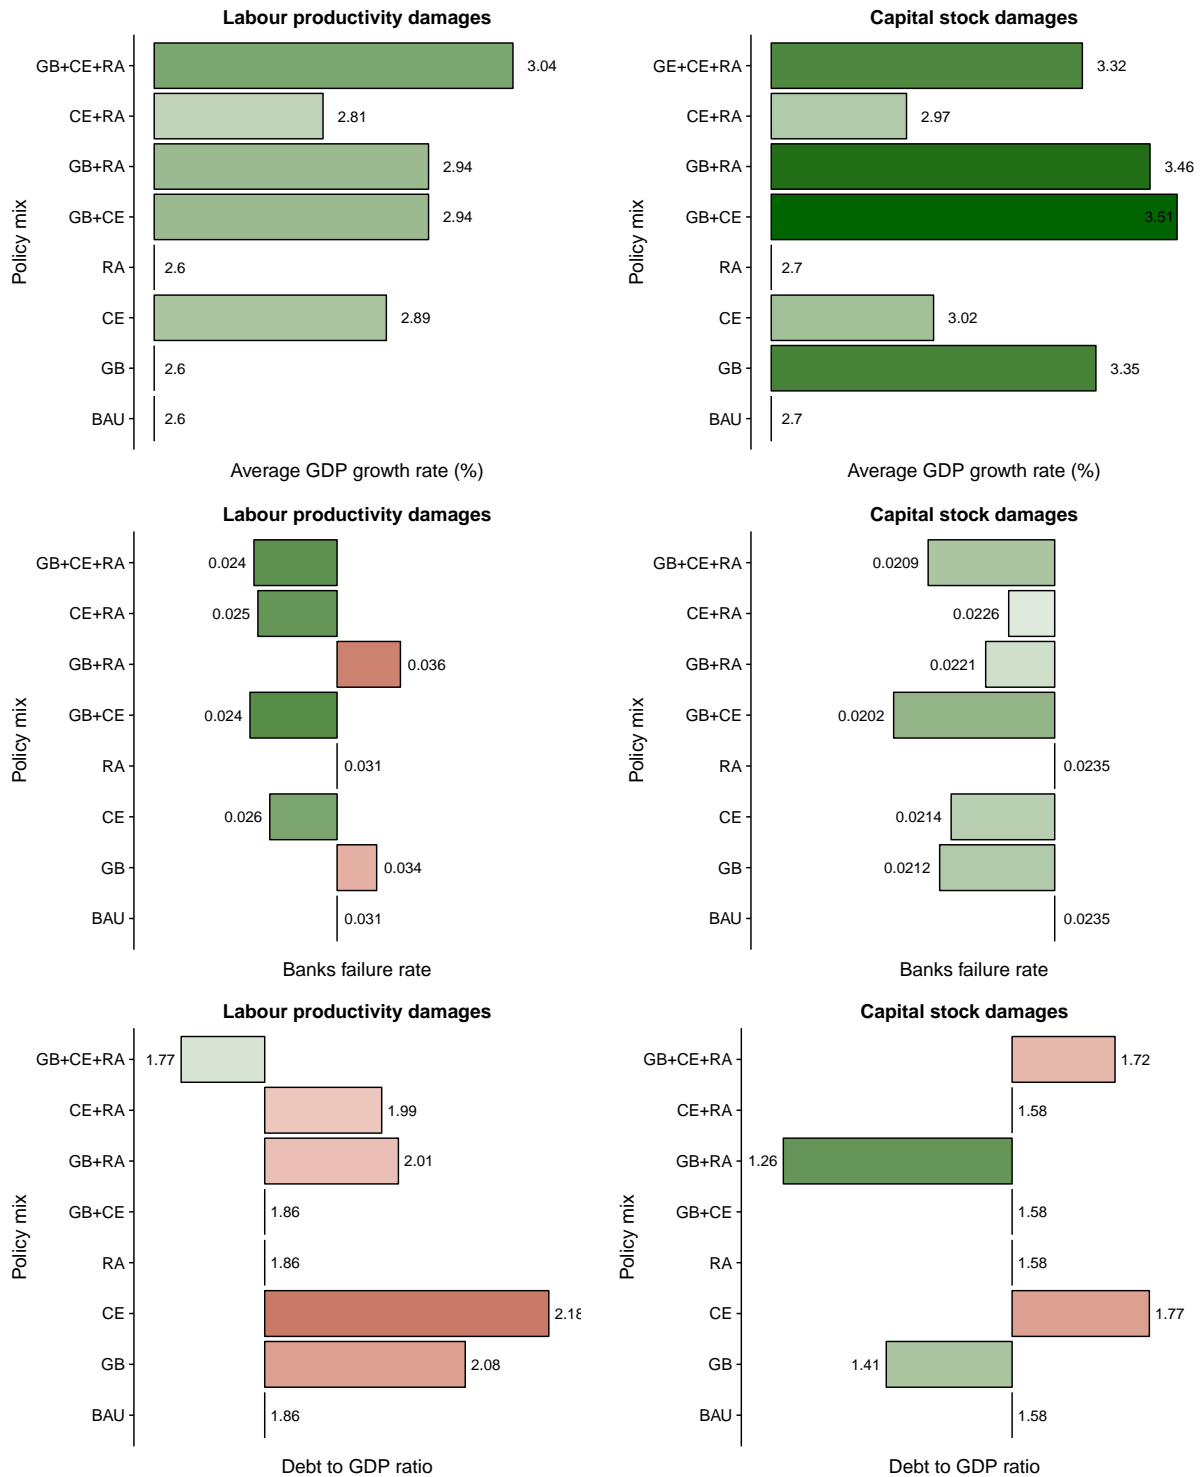 Labour productivity damages
Policy mix
GB+CE+RA 3.04
CE+RA 2.81
GB+RA 2.94
GB+CE 2.94
RA 2.6
CE 2.89
GB 2.6
BAU 2.6
Average GDP growth rate (%)
Capital stock damages
Policy mix
GE+CE+RA 3.32
CE+RA 2.97
GB+RA 3.46
GB+CE 3.51
RA 2.7
CE 3.02
GB 3.35
BAU 2.7
Average GDP growth rate (%)
Labour productivity damages
Policy mix
GB+CE+RA 0.024
CE+RA 0.025
GB+RA 0.036
GB+CE 0.024
RA 0.031
CE 0.026
GB 0.034
BAU 0.031
Banks failure rate
Capital stock damages
Policy mix
GB+CE+RA 0.0209
CE+RA 0.0226
GB+RA 0.0221
GB+CE 0.0202
RA 0.0235
CE 0.0214
GB 0.0212
BAU 0.0235
Banks failure rate
Labour productivity damages
Policy mix
GB+CE+RA 1.77
CE+RA 1.99
GB+RA 2.01
GB+CE 1.86
RA 1.86
CE 2.18
GB 2.08
BAU 1.86
Debt to GDP ratio
Capital stock damages
Policy mix
GB+CE+RA 1.72
CE+RA 1.58
GB+RA 1.26
GB+CE 1.58
RA 1.58
CE 1.77
GB 1.41
BAU 1.58
Debt to GDP ratio